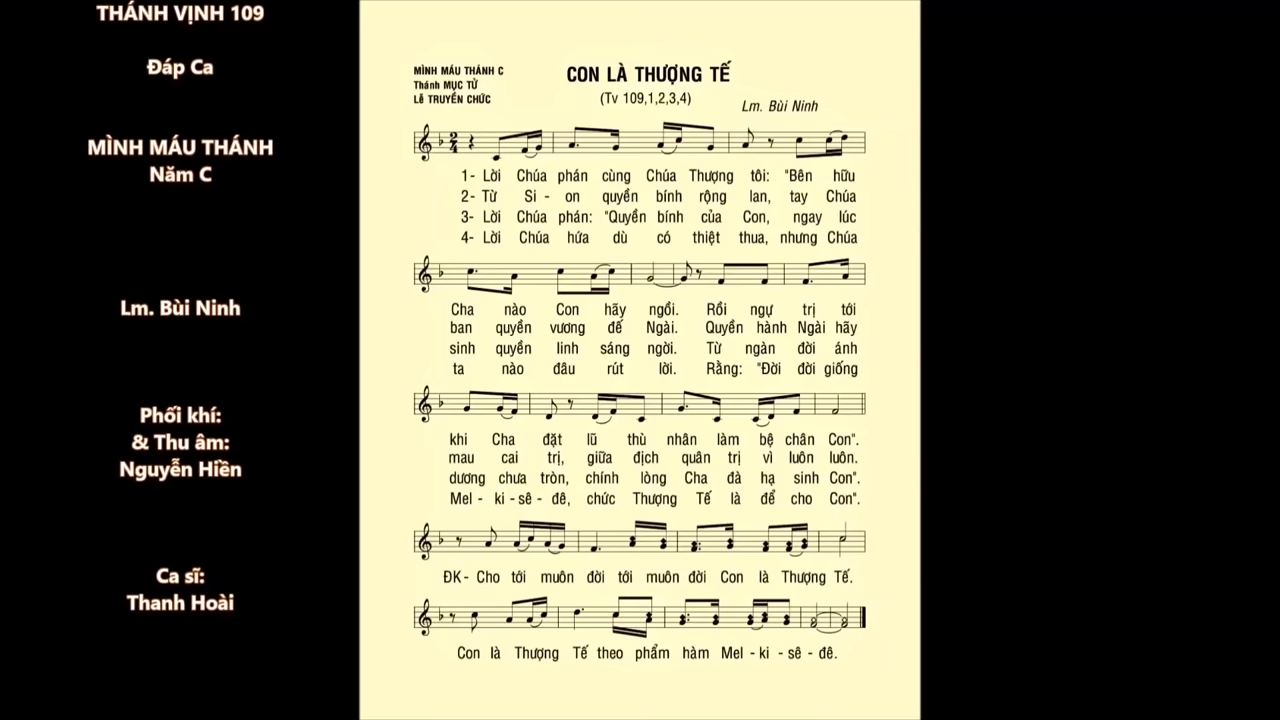 THÁNH VỊNH 109
Đáp Ca
MÌNH MÁU THÁNH
Năm C
Lm. Bùi Ninh
Phối khí:
& Thu âm:
Nguyễn Hiền
Ca sĩ:
Thanh Hoài
MÌNH MÁU THÁNH C
Thánh MỤC TỬ
Lễ TRUYỀN CHỨC
CON LÀ THƯỢNG TẾ
(Tv 109,1,2,3,4)
Lm. Bùi Ninh
1- Lời Chúa phán cùng Chúa Thượng tôi: "Bên hữu
2- Từ Si - on quyền bính rộng lan, tay Chúa
3- Lời Chúa phán: "Quyền bính của Con, ngay lúc
4- Lời Chúa hứa dù có thiệt thua, nhưng Chúa
Cha nào Con hãy ngồi. Rồi ngự trị tới
ban quyền vương đế Ngài. Quyền hành Ngài hãy
sinh quyền linh sáng ngời. Từ ngàn đời ánh
ta nào đâu rút lời. Rằng: "Đời đời giống
khi Cha đặt lũ thù nhân làm bệ chân Con".
mau cai trị, giữa địch quân trị vì luôn luôn.
dương chưa tròn, chính lòng Cha đà hạ sinh Con".
Mel - ki - sê - đê, chức Thượng Tế là để cho Con".
ĐK- Cho tới muôn đời tới muôn đời Con là Thượng Tế.
Con là Thượng Tế theo phẩm hàm Mel - ki - sê - đê.